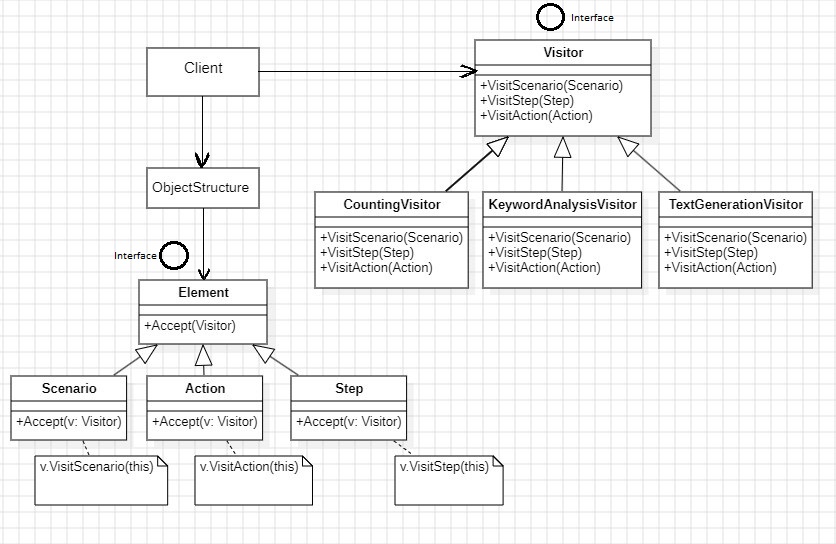 Interface
Visitor
+VisitScenario(Scenario)
+VisitStep(Step)
+VisitAction(Action)
Client
ObjectStructure
CountingVisitor
+VisitScenario(Scenario)
+VisitStep(Step)
+VisitAction(Action)
KeywordAnalysisVisitor
+VisitScenario(Scenario)
+VisitStep(Step)
+VisitAction(Action)
TextGenerationVisitor
+VisitScenario(Scenario)
+VisitStep(Step)
+VisitAction(Action)
Interface
Element
+Accept(Visitor)
Scenario
+Accept(v: Visitor)
Action
+Accept(v: Visitor)
Step
+Accept(v: Visitor)
v.VisitScenario(this)
v.VisitAction(this)
v.VisitStep(this)